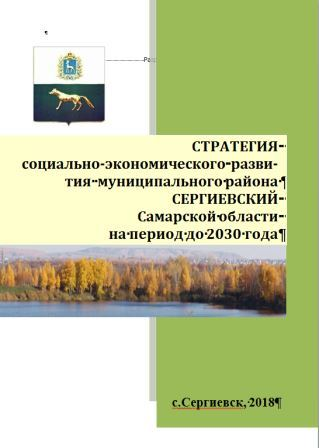 СТРАТЕГИЯ
социально-экономического разви-
тия муниципального района
СЕРГИЕВСКИЙ
Самарской области
на период до 2030 года
с.Сергиевск, 2018